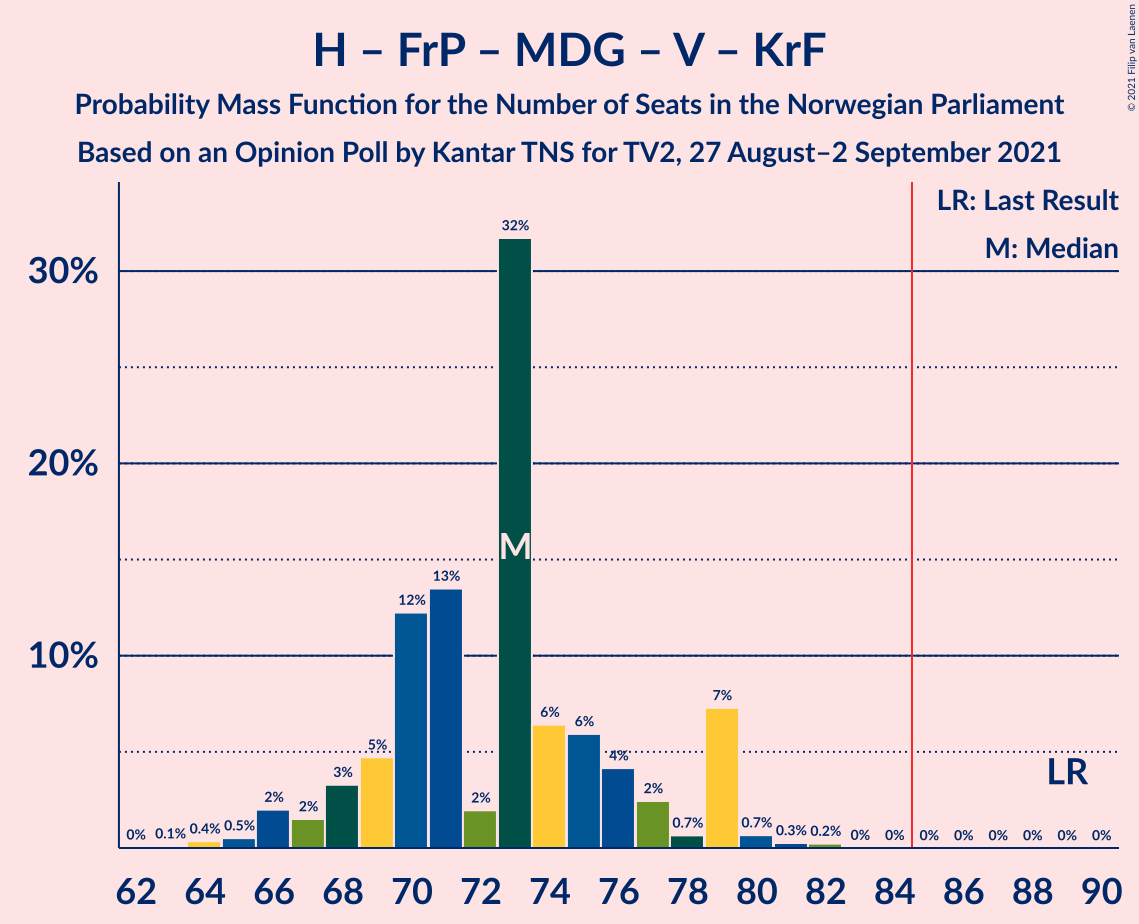 H – FrP – MDG – V – KrF
Probability Mass Function for the Number of Seats in the Norwegian Parliament
Based on an Opinion Poll by Kantar TNS for TV2, 27 August–2 September 2021
© 2021 Filip van Laenen
LR: Last Result
M: Median
30%
20%
10%
0% 0.1% 0.4% 0.5% 2% 2% 3% 5% 12% 13% 2% 32% 6% 6% 4% 2% 0.7% 7% 0.7% 0.3% 0.2% 0% 0% 0% 0% 0% 0% 0% 0%
M
LR
62 64 66 68 70 72 74 76 78 80 82 84 86 88 90